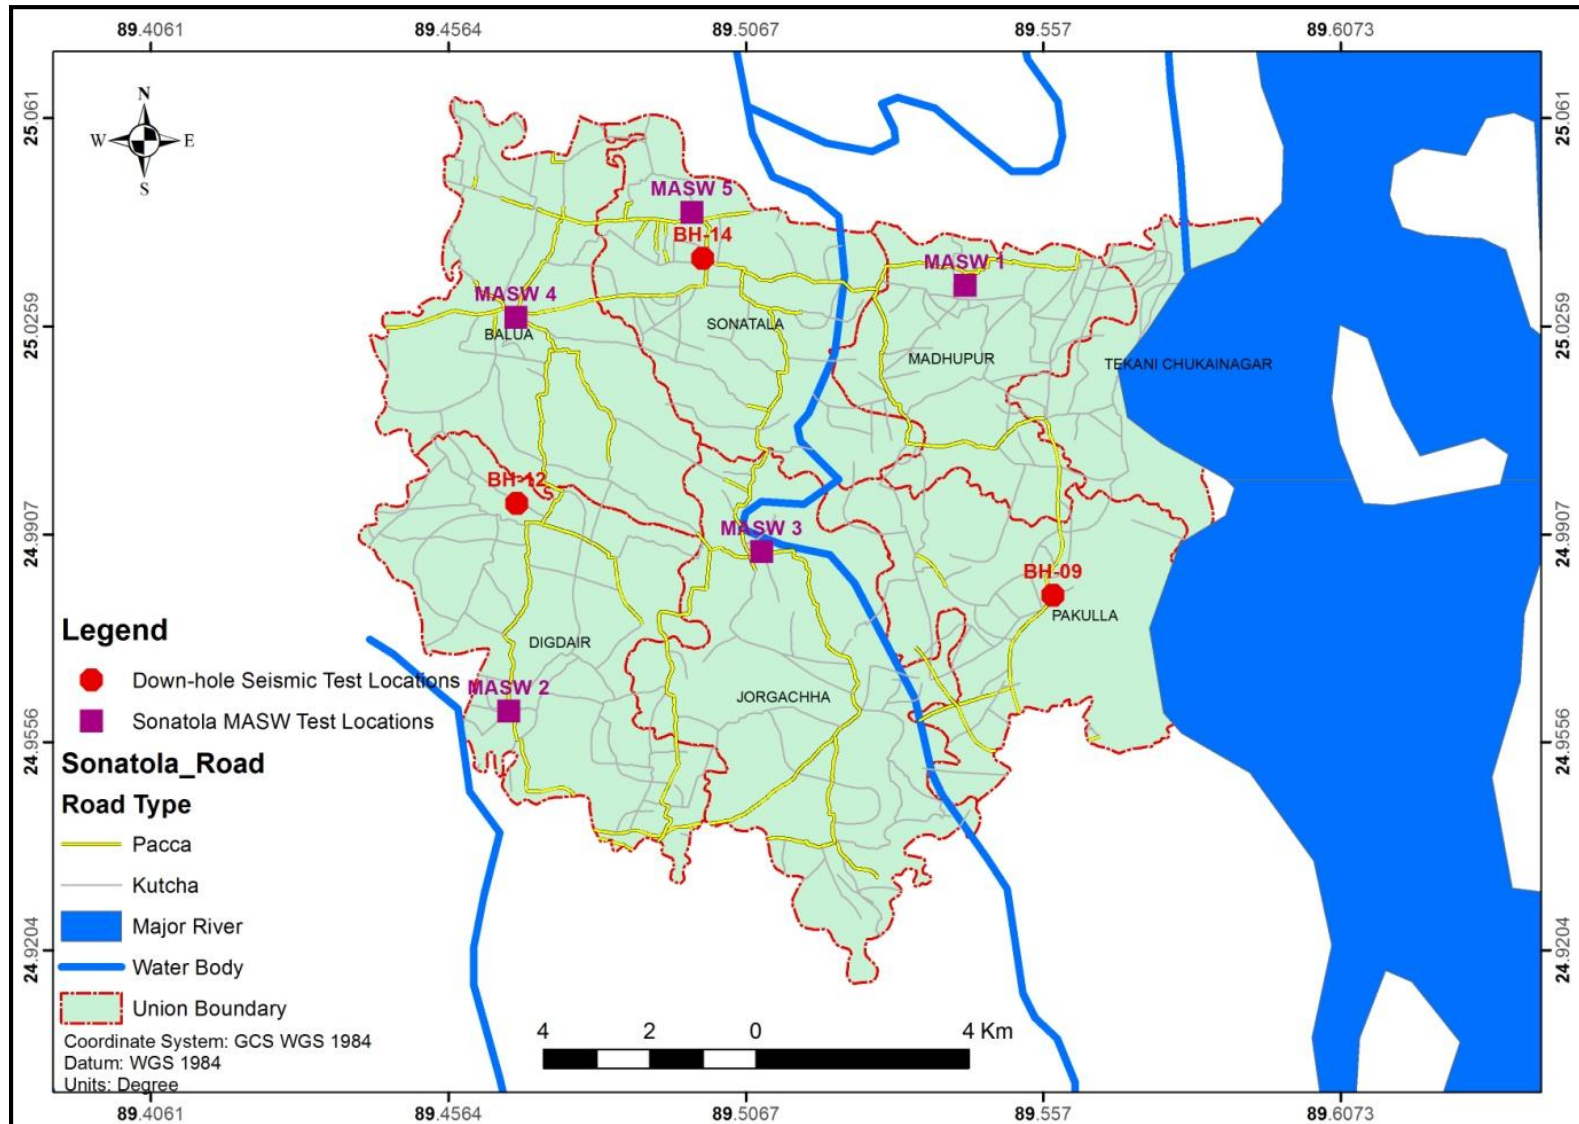 89.4061 89.4564 89.5067 89.557 89.6073
25.061 25.061
N
W E
S
MASW 5
BH-14
MASW 1
MASW 4
25.0259 25.0259
SONATALA
BALUA
MADHUPUR
TEKANI CHUKAINAGAR
BH-12
MASW 3
24.9907 24.9907
BH-09
PAKULLA
Legend
DIGDAIR
Down-hole Seismic Test Locations
MASW 2
JORGACHHA
Sonatola MASW Test Locations
24.9556 24.9556
Sonatola_Road
Road Type
Pacca
Kutcha
Major River
24.9204 24.9204
Water Body
Union Boundary
4 2 0 4 Km
Coordinate System: GCS WGS 1984
Datum: WGS 1984
Units: Degree
89.4061 89.4564 89.5067 89.557 89.6073